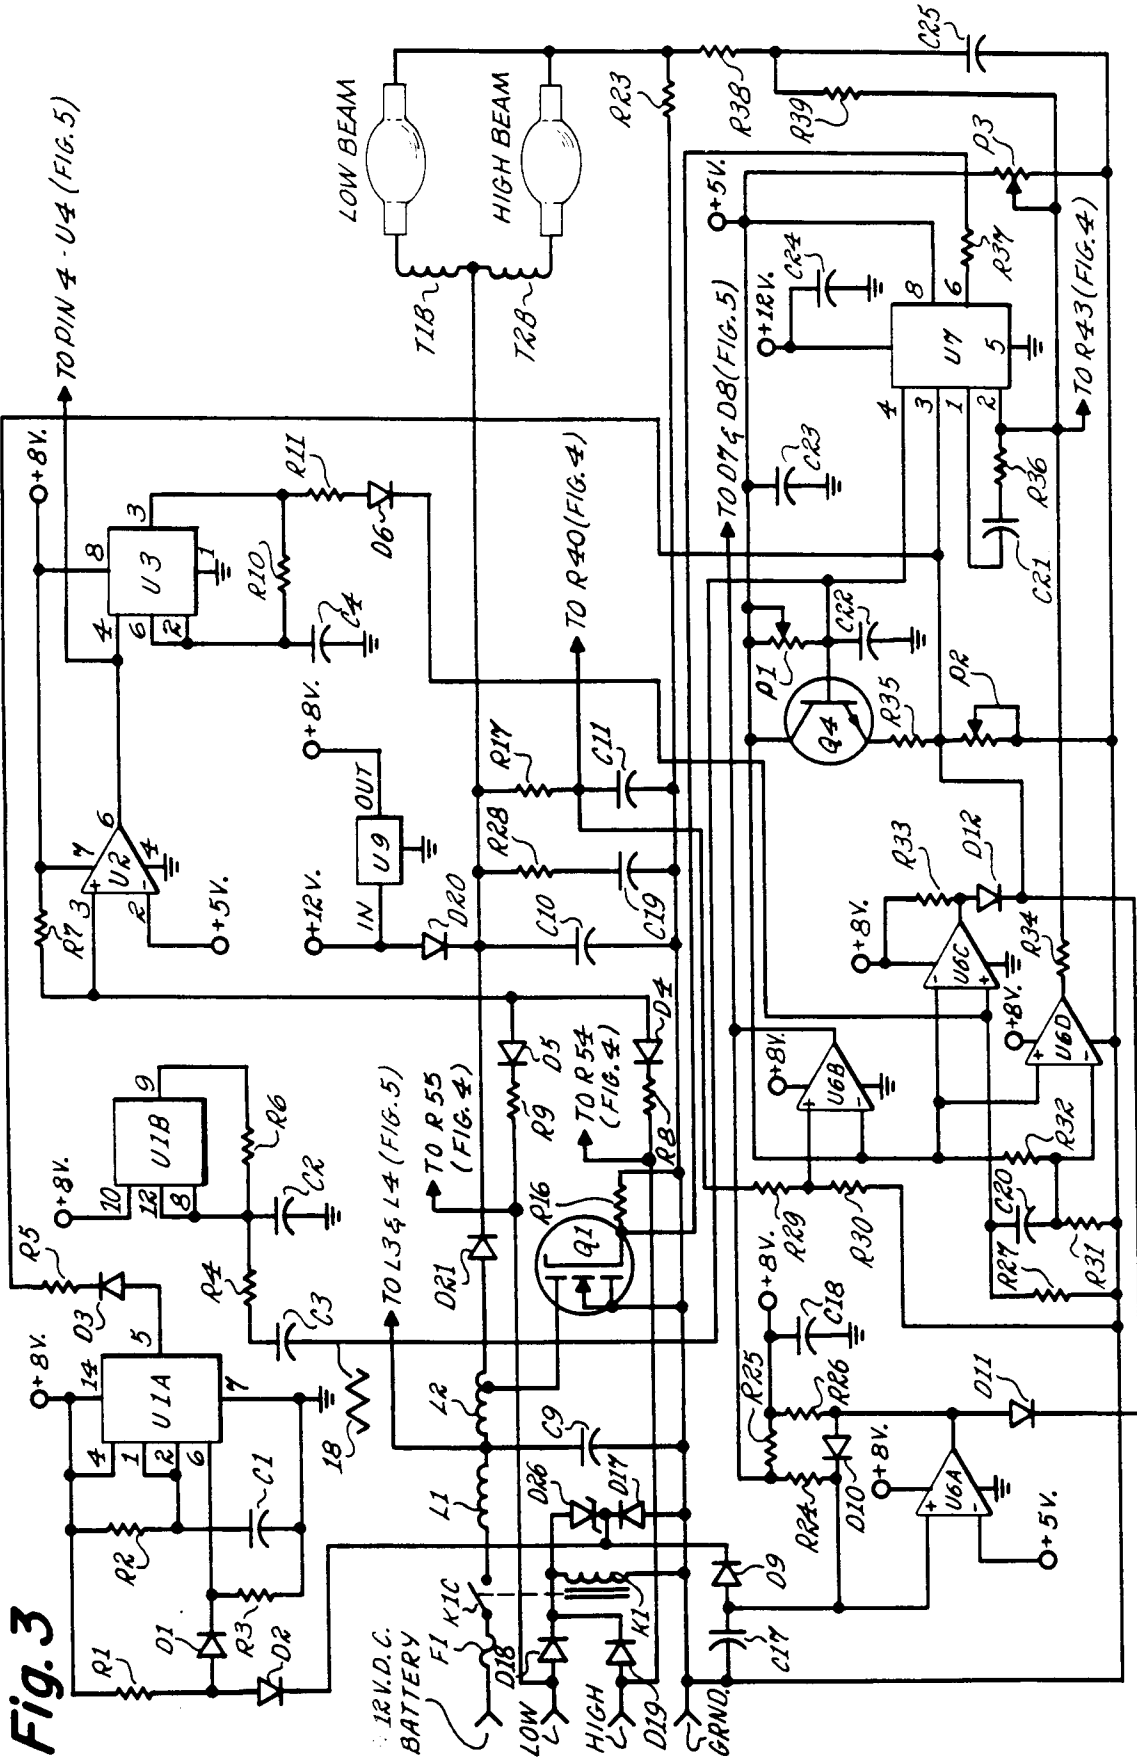 Fig. 3
+8V.
R1
R2
C1
D1
R3
D2
U1A
14
4
1
2
6
5
7
D3
R5
+8V.
U1B
10
12
8
9
R6
C2
R4
C3
18
R7
+8V.
3
2
7
6
4
U2
+5V.
TO PIN 4 - U4 (FIG. 5)
U3
8
4
6
2
3
1
R10
R11
C4
D6
+12V.
+8V.
IN
OUT
U9
D20
LOW BEAM
HIGH BEAM
T1B
T2B
12 V.D.C.
BATTERY
F1
K1C
L1
L2
D21
TO L3 & L4 (FIG. 5)
TO R55
(FIG. 4)
C9
D26
D17
K1
D18
D19
LOW
HIGH
GRND.
Q1
R16
R9
D5
R8
D4
TO R54
(FIG. 4)
C10
R28
C19
R17
C11
TO R40 (FIG. 4)
R23
R38
R39
C25
C17
D9
R24
R25
R26
D10
D11
C18
+8V.
+8V.
U6A
+5V.
R29
R30
U6B
+8V.
TO D7 & D8 (FIG. 5)
R27
C20
R31
R32
+8V.
U6C
R33
D12
+8V.
U6D
R34
P1
Q4
C22
R35
P2
C23
+12V.
C24
+5V.
U7
4
3
1
2
8
6
5
R37
P3
R36
C21
TO R43 (FIG. 4)